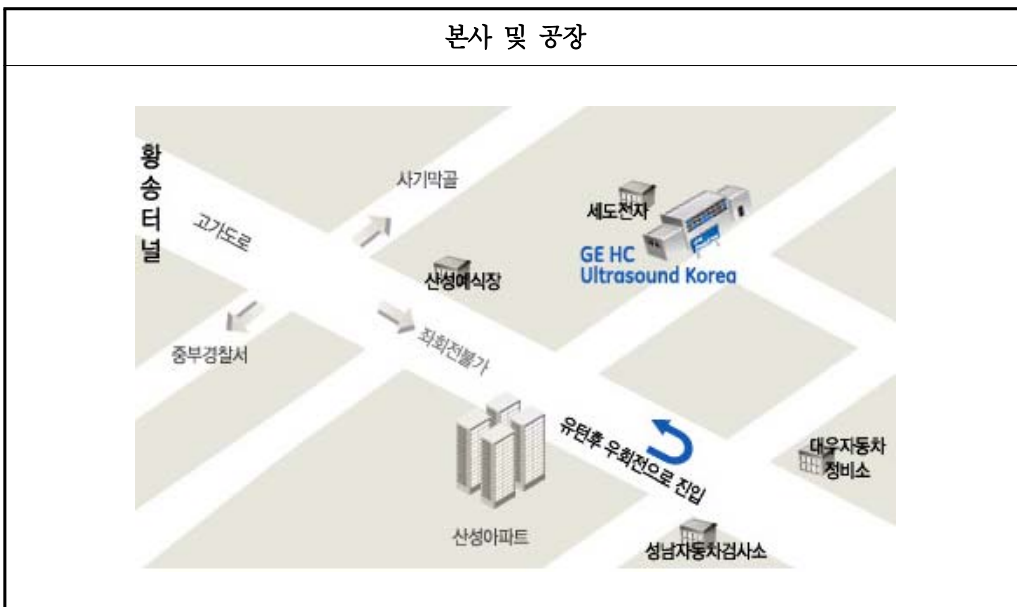 본사 및 공장
황송터널
고가도로
사기막골
세도전자
GE HC
Ultrasound Korea
산성예식장
중부경찰서
좌회전불가
유턴후 우회전으로 진입
대우자동차
정비소
산성아파트
성남자동차검사소